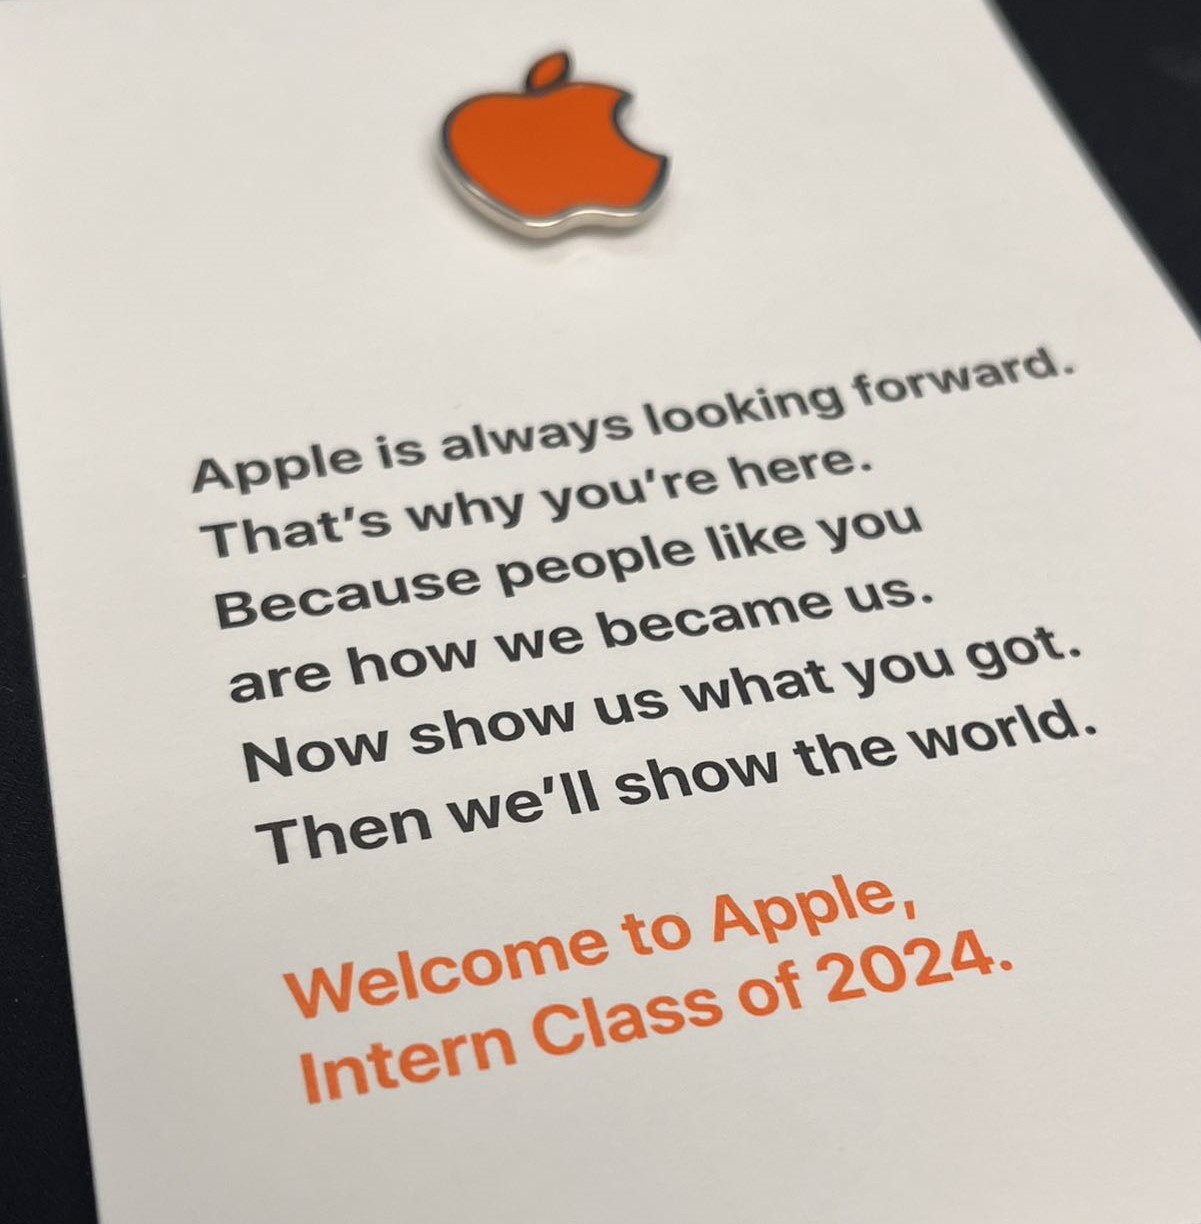 Apple is always looking forward.
That’s why you’re here.
Because people like you
are how we became us.
Now show us what you got.
Then we’ll show the world.
Welcome to Apple,
Intern Class of 2024.